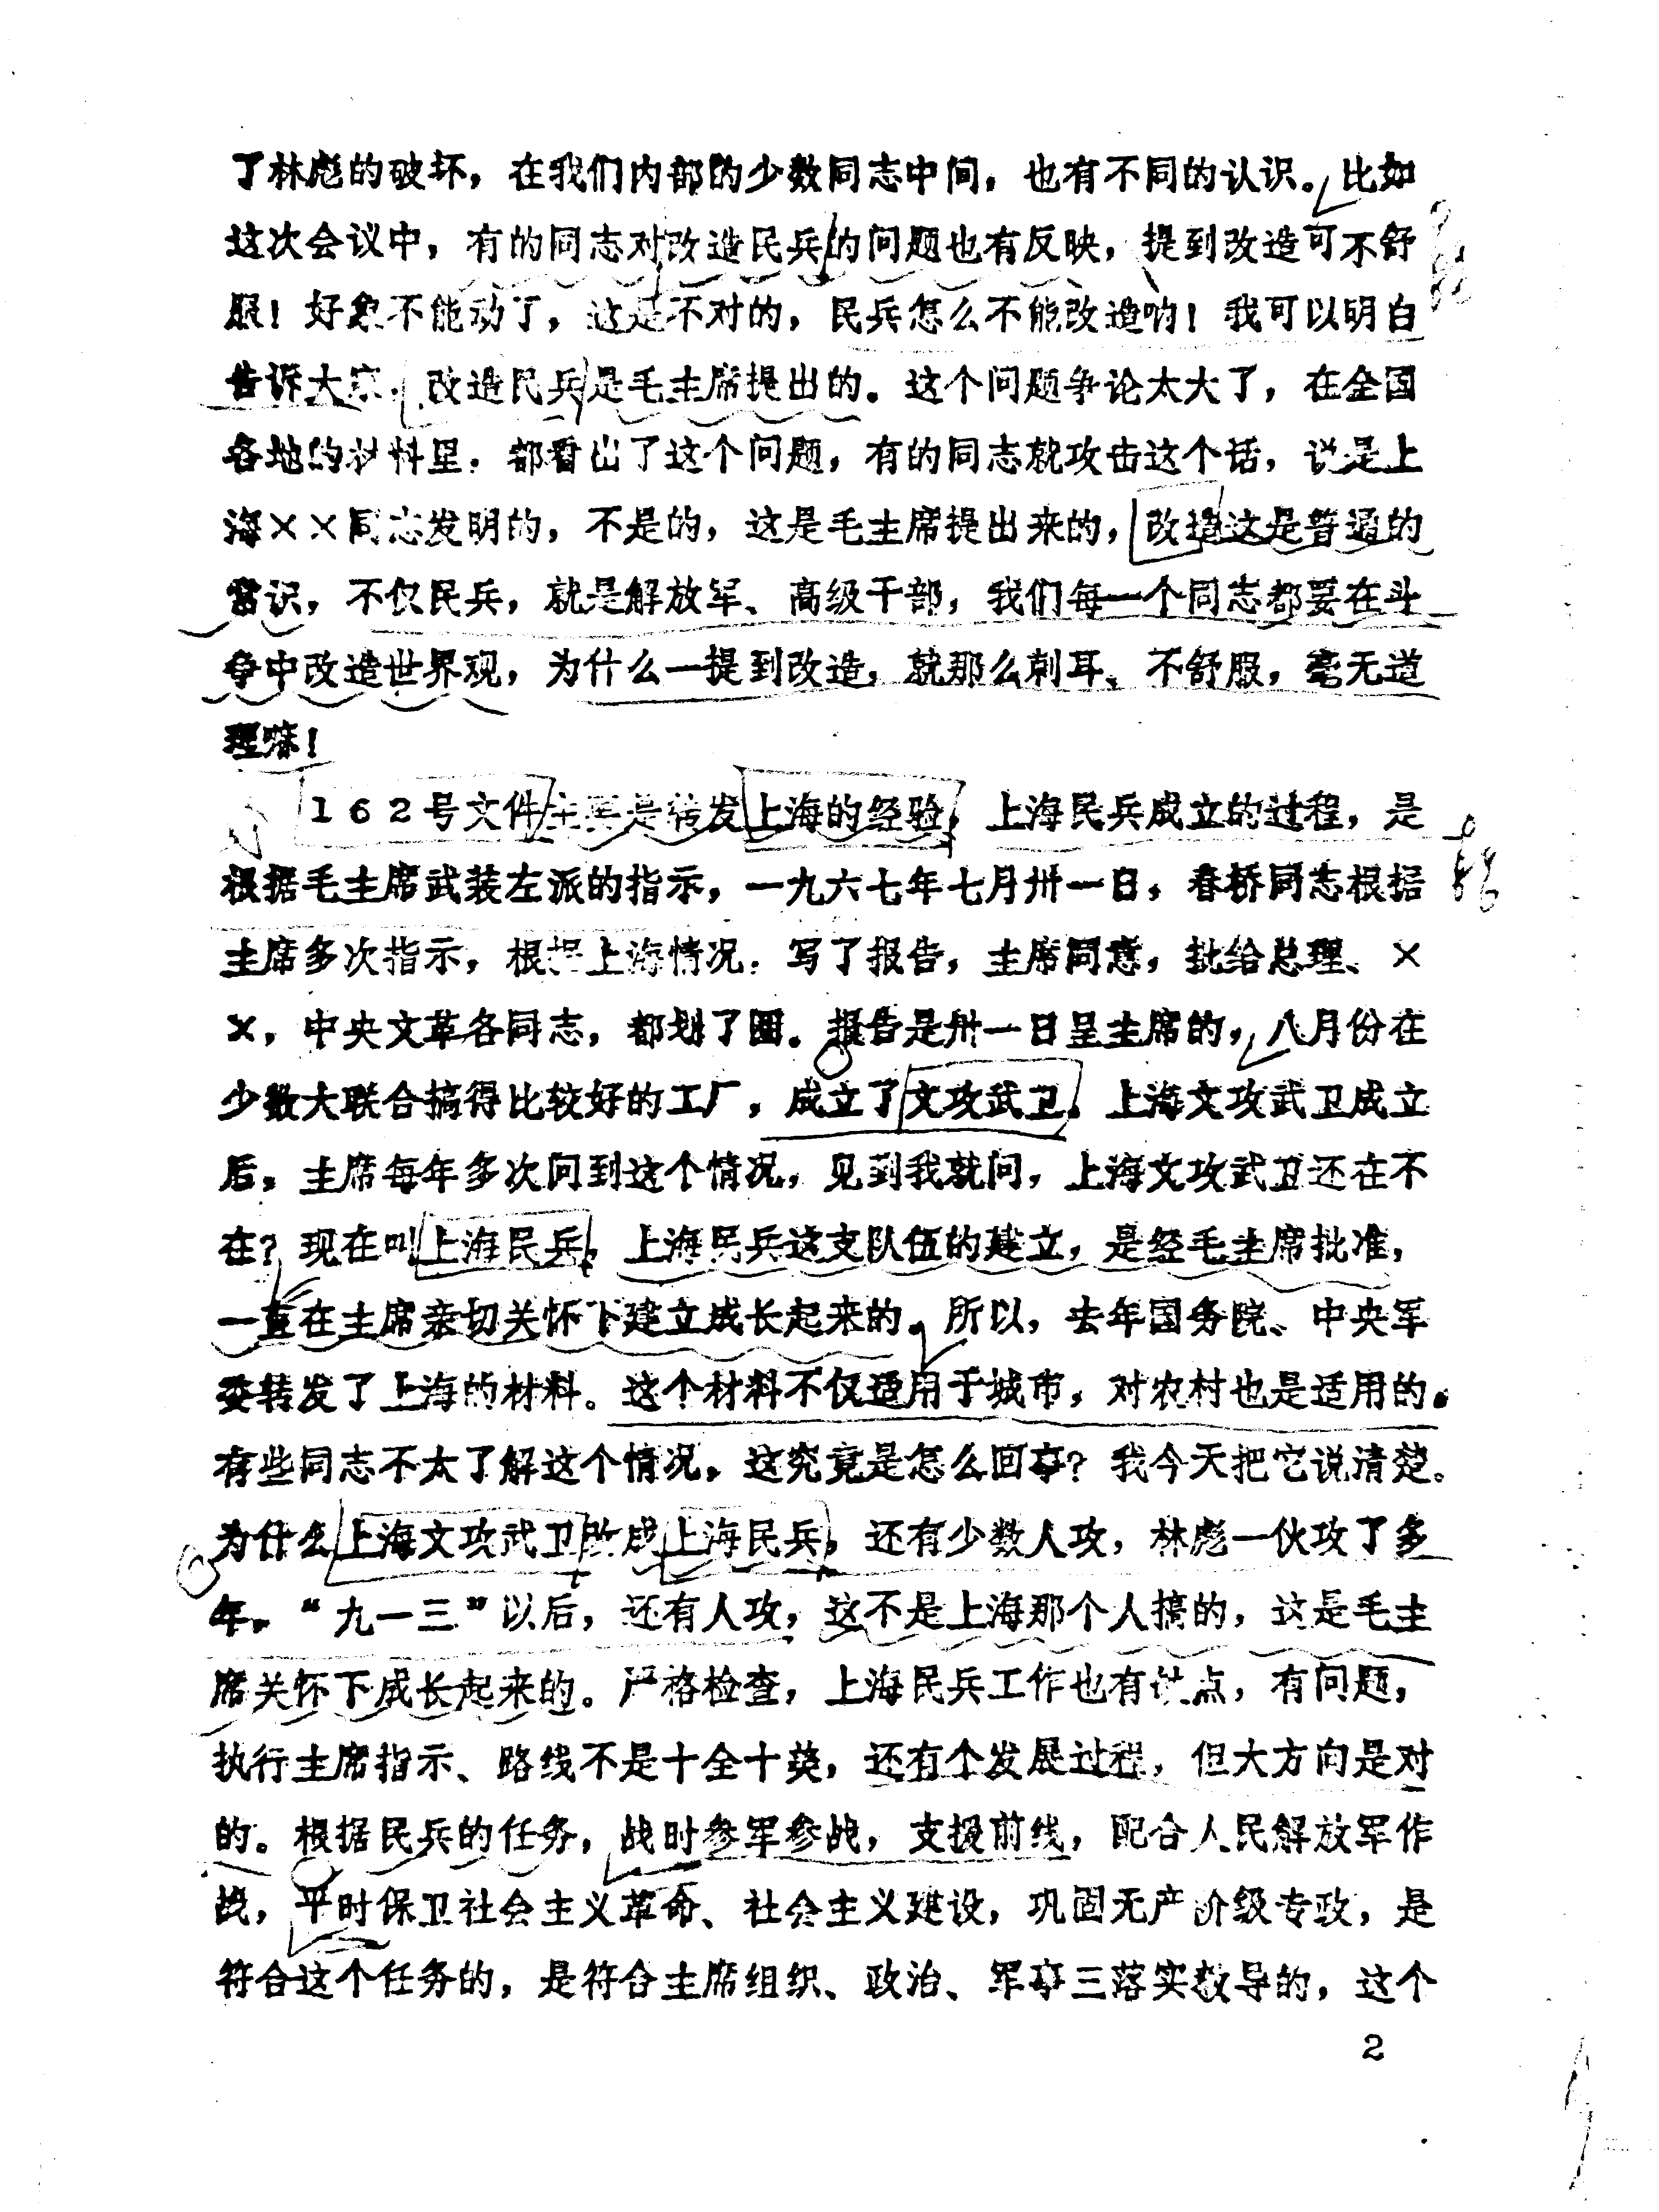 了林彪的破坏，在我们内部的少数同志中间，也有不同的认识。比如
这次会议中，有的同志对改造民兵的问题也有反映，提到改造可不舒
服！好象不能动了，这是不对的，民兵怎么不能改造哟！我可以明白
告诉大家，改造民兵是毛主席提出的。这个问题争论太大了，在全国
各地的材料里，都看出了这个问题，有的同志就攻击这个话，说是上
海××同志发明的，不是的，这是毛主席提出来的，改造这是普通的
常识，不仅民兵，就是解放军、高级干部，我们每一个同志都要在斗
争中改造世界观，为什么一提到改造，就那么刺耳、不舒服，毫无道
理嘛！
162号文件主要是转发上海的经验，上海民兵成立的过程，是
根据毛主席武装左派的指示，一九六七年七月卅一日，春桥同志根据
主席多次指示，根据上海情况，写了报告，主席同意，批给总理、×
×，中央文革各同志，都划了圈。报告是卅一日呈主席的，八月份在
少数大联合搞得比较好的工厂，成立了文攻武卫，上海文攻武卫成立
后，主席每年多次问到这个情况，见到我就问，上海文攻武卫还在不
在？现在叫上海民兵，上海民兵这支队伍的建立，是经毛主席批准，
一直在主席亲切关怀下建立成长起来的。所以，去年国务院、中央军
委转发了上海的材料。这个材料不仅适用于城市，对农村也是适用的。
有些同志不太了解这个情况，这究竟是怎么回事？我今天把它说清楚。
为什么上海文攻武卫改成上海民兵，还有少数人攻，林彪一伙攻了多
年，“九一三”以后，还有人攻，这不是上海那个人搞的，这是毛主
席关怀下成长起来的。严格检查，上海民兵工作也有缺点，有问题，
执行主席指示、路线不是十全十美，还有个发展过程，但大方向是对
的。根据民兵的任务，战时参军参战，支援前线，配合人民解放军作
战，平时保卫社会主义革命、社会主义建设，巩固无产阶级专政，是
符合这个任务的，是符合主席组织、政治、军事三落实教导的，这个
2